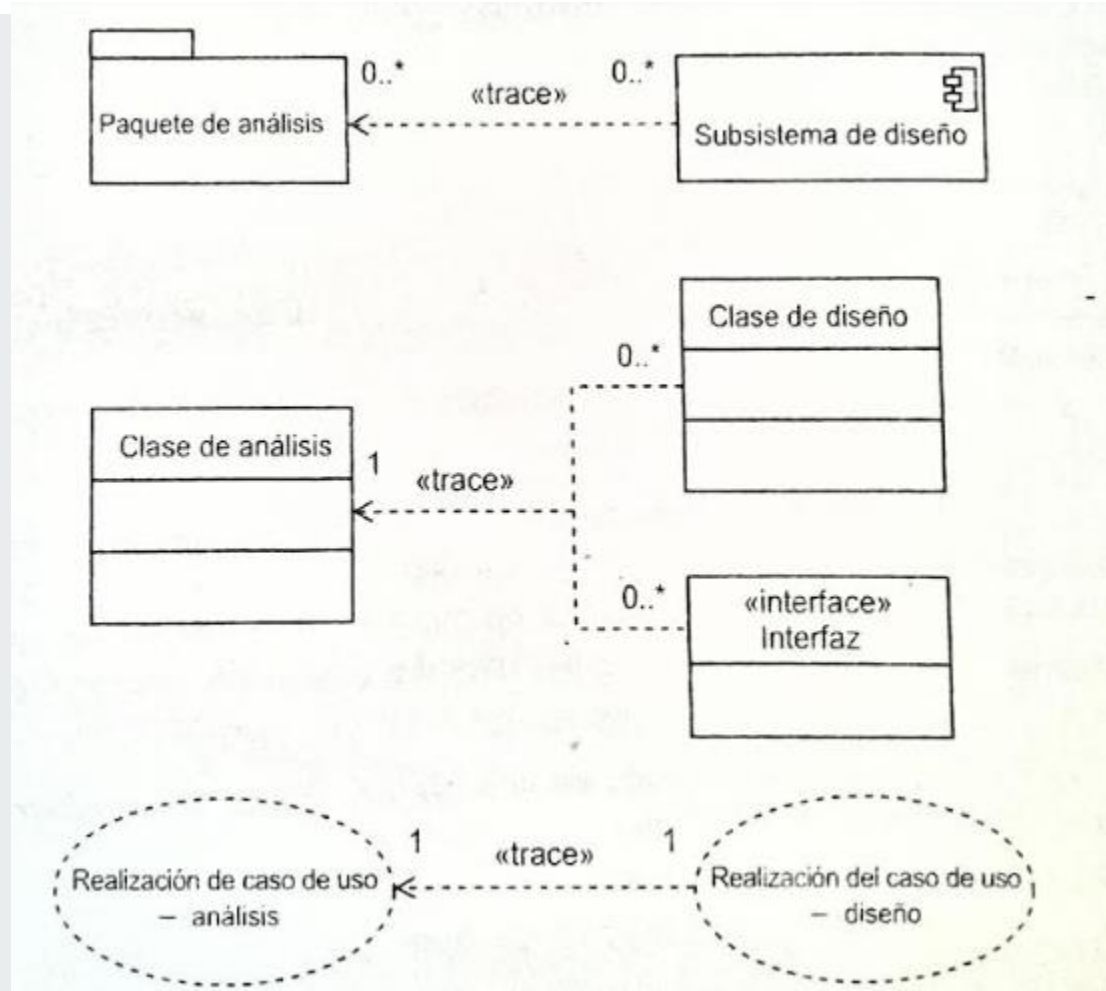 0..*
«trace»
0..*
Paquete de análisis
Subsistema de diseño
Clase de diseño
0..*
Clase de análisis
1
«trace»
0..*
«interface»
Interfaz
1
«trace»
1
Realización de caso de uso
– análisis
Realización del caso de uso
– diseño